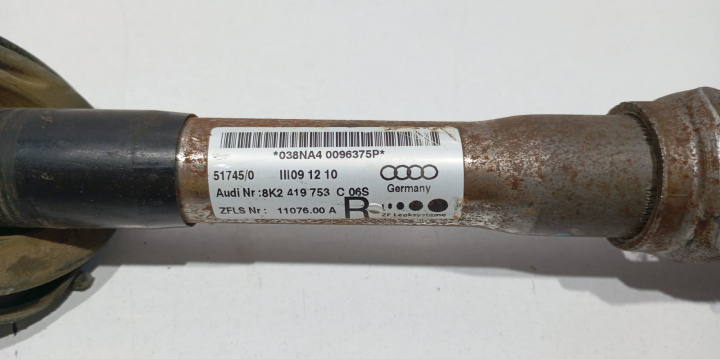 *038NA4 0096375P*
51745/0 III09 12 10
Germany
Audi Nr:8K2 419 753 C 06S
ZFLS Nr: 11076.00 A R
ZF Lenksysteme